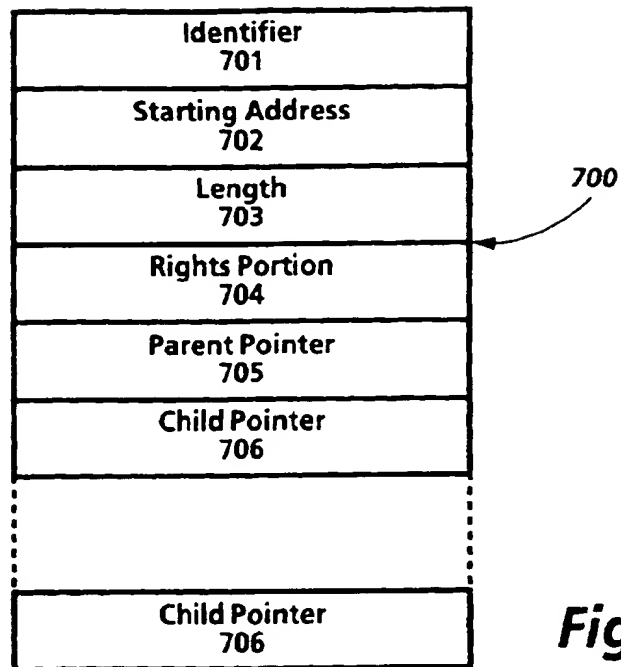 Identifier
701
Starting Address
702
Length
703
700
Rights Portion
704
Parent Pointer
705
Child Pointer
706
Child Pointer
706
Fig